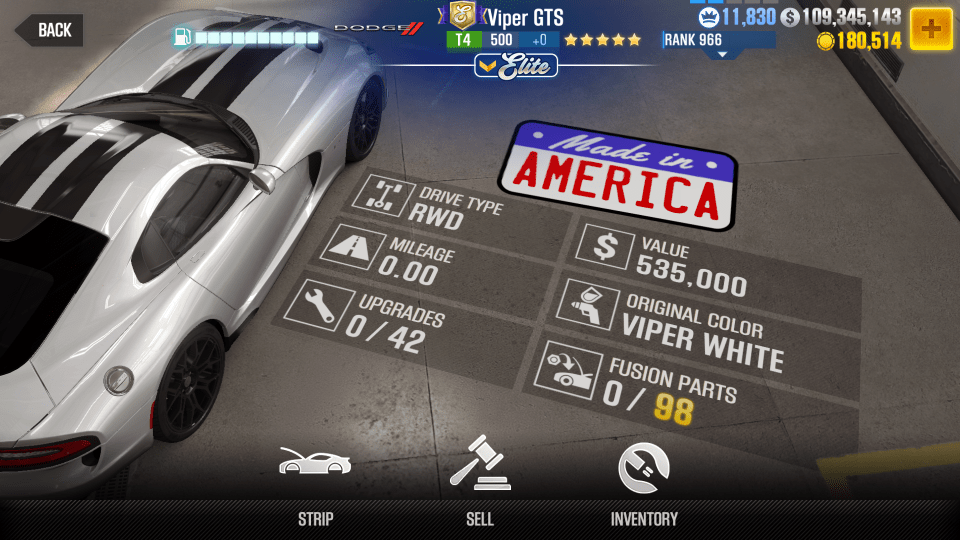 BACK
DODGE
Viper GTS
11,830
109,345,143
T4 500 +0
RANK 966
180,514
Elite
Made in
AMERICA
DRIVE TYPE
RWD
MILEAGE
0.00
UPGRADES
0 / 42
VALUE
535,000
ORIGINAL COLOR
VIPER WHITE
FUSION PARTS
0 / 98
STRIP
SELL
INVENTORY